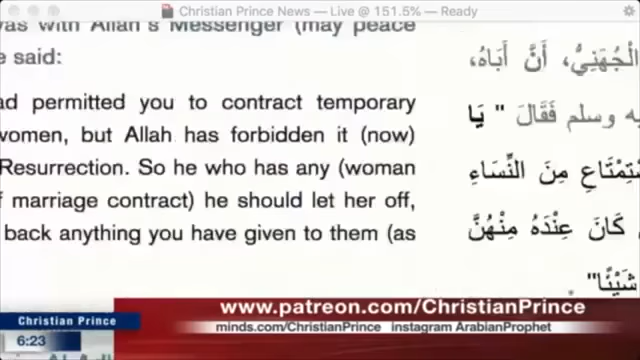 Christian Prince News — Live @ 151.5% — Ready
was with Allah's Messenger (may peace
e said:
ad permitted you to contract temporary
women, but Allah has forbidden it (now)
Resurrection. So he who has any (woman
f marriage contract) he should let her off,
back anything you have given to them (as
الْجُهَنِيُّ، أَنَّ أَبَاهُ،
يه وسلم فَقَالَ " يَا
سْتِمْتَاعِ مِنَ النِّسَاءِ
كَانَ عِنْدَهُ مِنْهُنَّ
شَيْئًا"
www.patreon.com/ChristianPrince
Christian Prince
minds.com/ChristianPrince instagram ArabianProphet
6:23